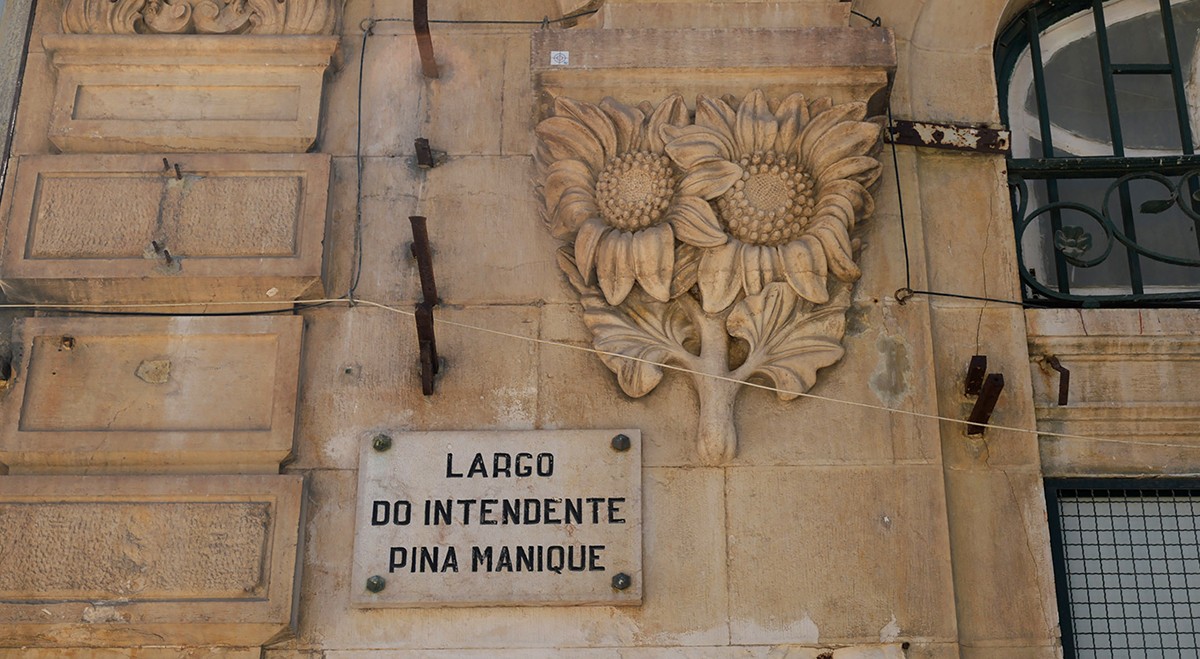 LARGO
DO INTENDENTE
PINA MANIQUE